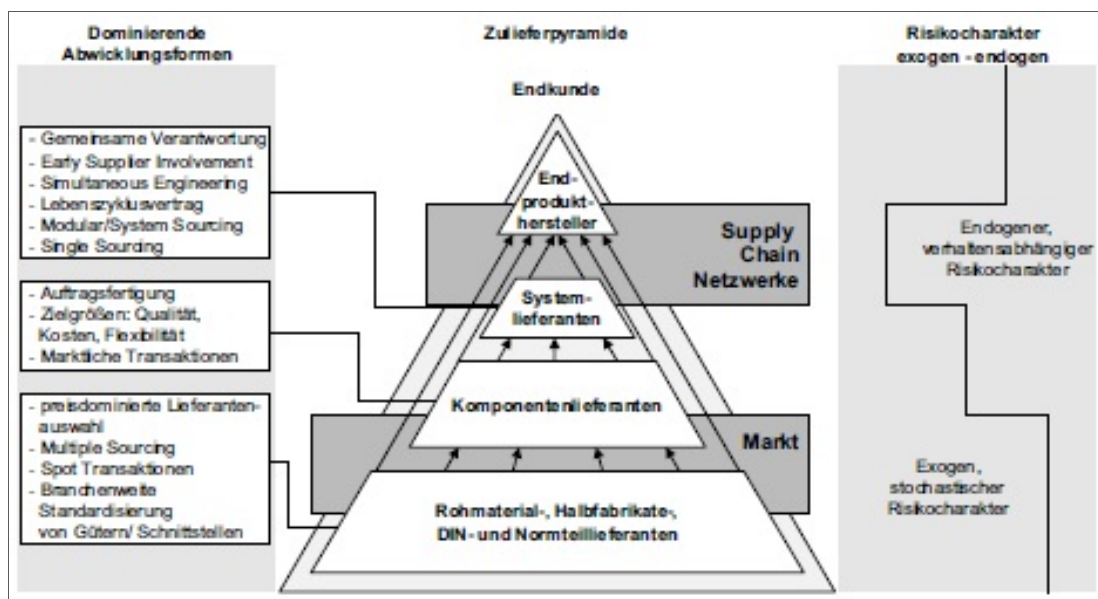 Dominierende
Abwicklungsformen
Zulieferpyramide
Risikocharakter
exogen - endogen
Endkunde
- Gemeinsame Verantwortung
- Early Supplier Involvement
- Simultaneous Engineering
- Lebenszyklusvertrag
- Modular/System Sourcing
- Single Sourcing
- Auftragsfertigung
- Zielgrößen: Qualität,
Kosten, Flexibilität
- Marktliche Transaktionen
- preisdominierte Lieferanten-
auswahl
- Multiple Sourcing
- Spot Transaktionen
- Branchenweite
Standardisierung
von Gütern/ Schnittstellen
End-
produkt-
hersteller
Supply
Chain
Netzwerke
System-
lieferanten
Komponentenlieferanten
Markt
Rohmaterial-, Halbfabrikate-,
DIN- und Normteillieferanten
Endogener,
verhaltensabhängiger
Risikocharakter
Exogen,
stochastischer
Risikocharakter